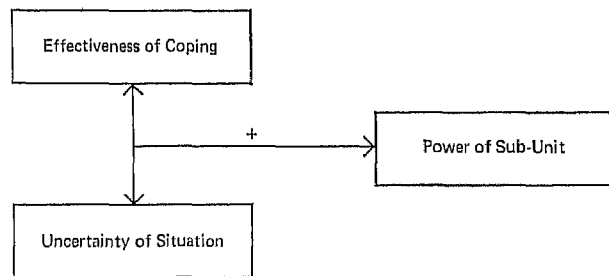 Effectiveness of Coping
+
Power of Sub-Unit
Uncertainty of Situation